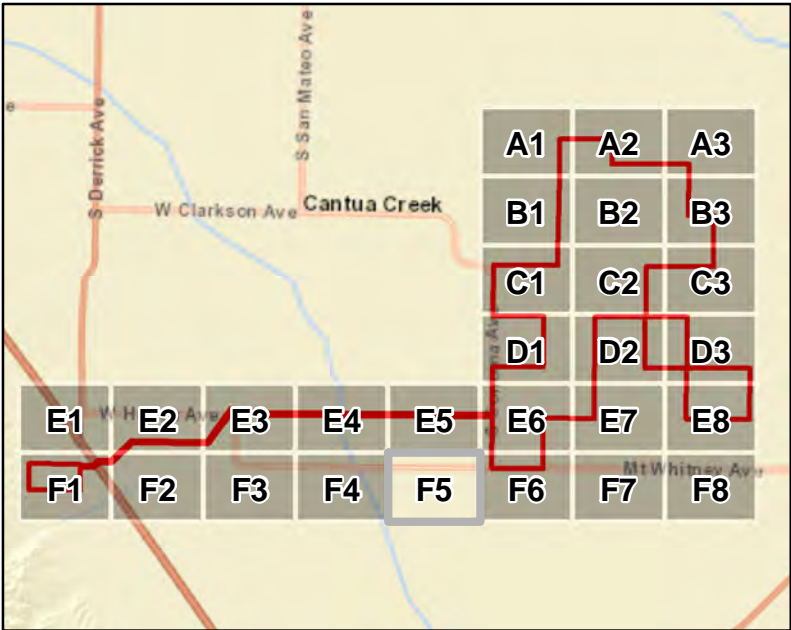 S San Mateo Ave
e
S Derrick Ave
A1 A2 A3
W Clarkson Ave Cantua Creek
B1 B2 B3
C1 C2 C3
D1 D2 D3
E1 W H Ave E2 E3 E4 E5 E6 E7 E8
Mt Whitney Ave
F1 F2 F3 F4 F5 F6 F7 F8